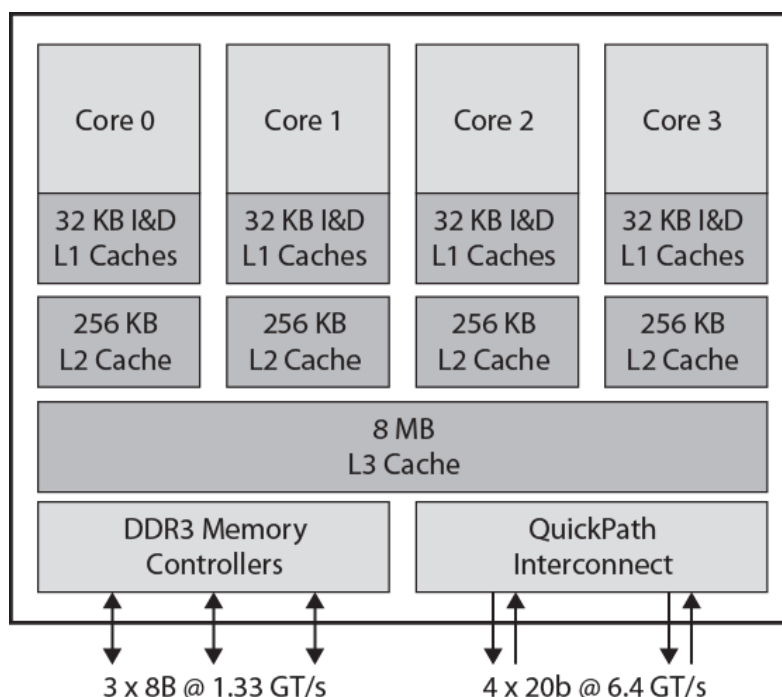 Core 0
Core 1
Core 2
Core 3
32 KB I&D
L1 Caches
32 KB I&D
L1 Caches
32 KB I&D
L1 Caches
32 KB I&D
L1 Caches
256 KB
L2 Cache
256 KB
L2 Cache
256 KB
L2 Cache
256 KB
L2 Cache
8 MB
L3 Cache
DDR3 Memory
Controllers
QuickPath
Interconnect
3 x 8B @ 1.33 GT/s
4 x 20b @ 6.4 GT/s